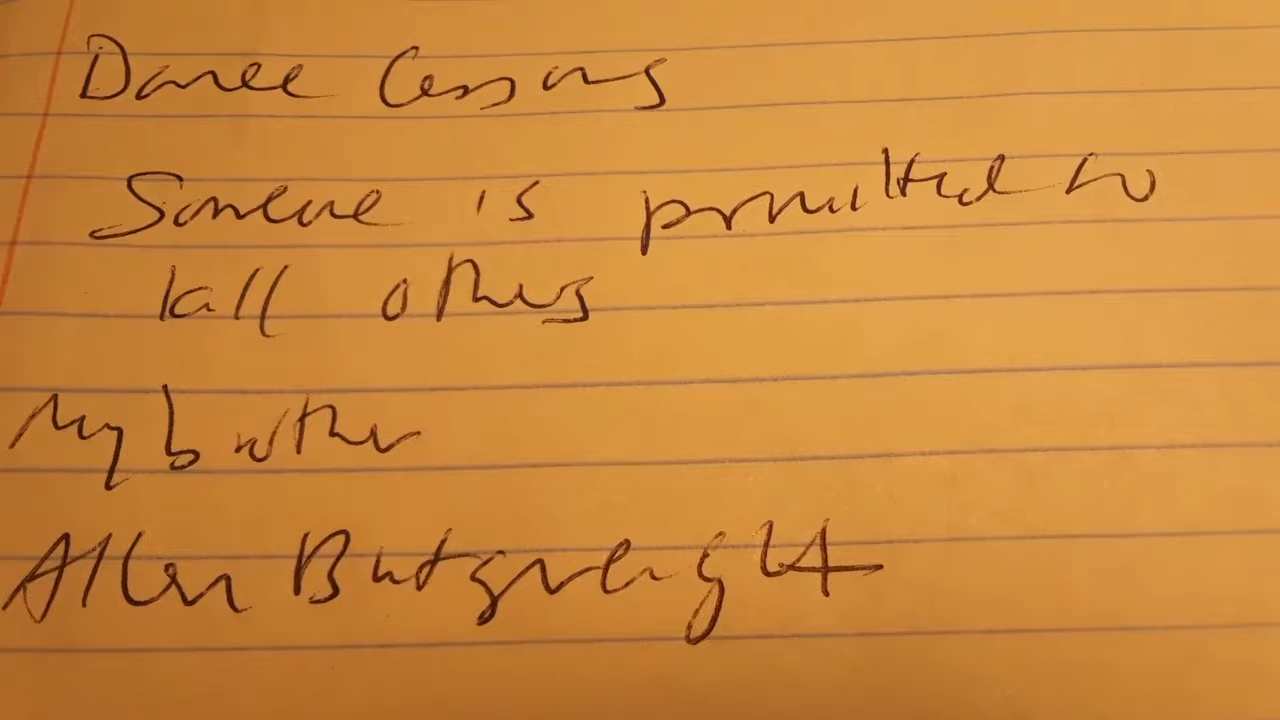 Dance Lessons
Someone is permitted to
kill others
My brother
Allen